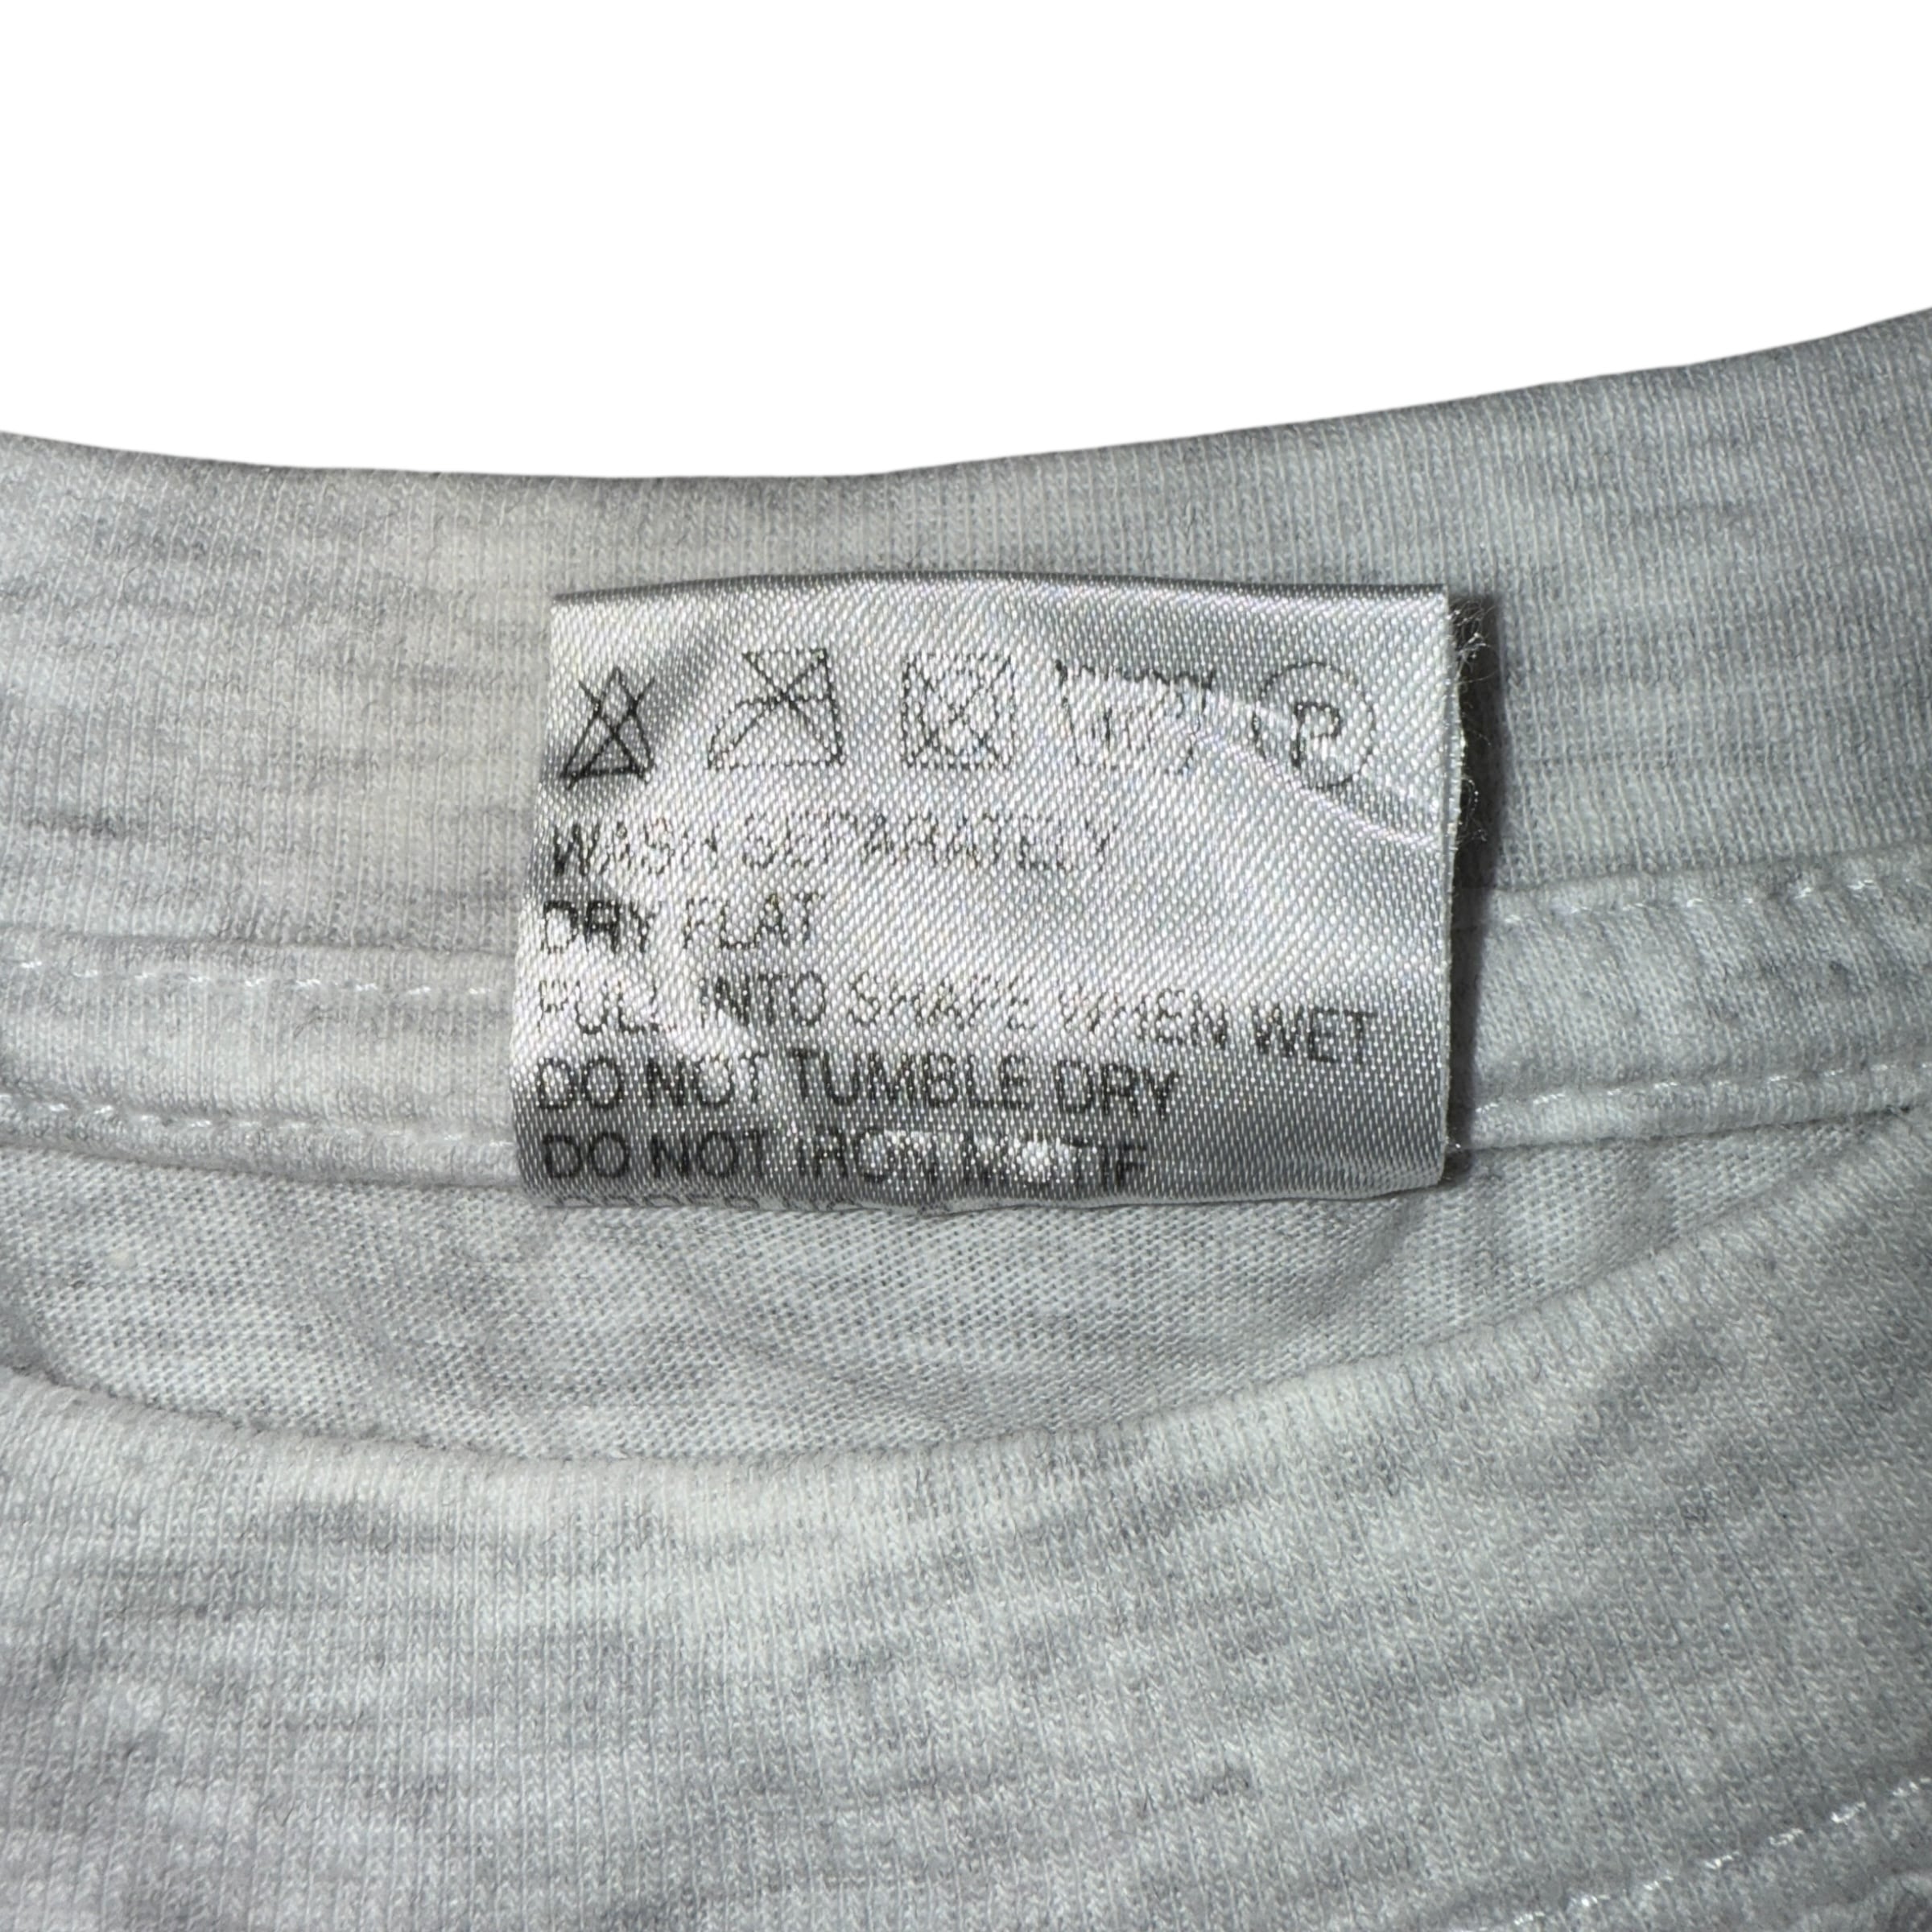 P
WASH SEPARATELY
DRY FLAT
PULL INTO SHAPE WHEN WET
DO NOT TUMBLE DRY
DO NOT IRON MOTIF